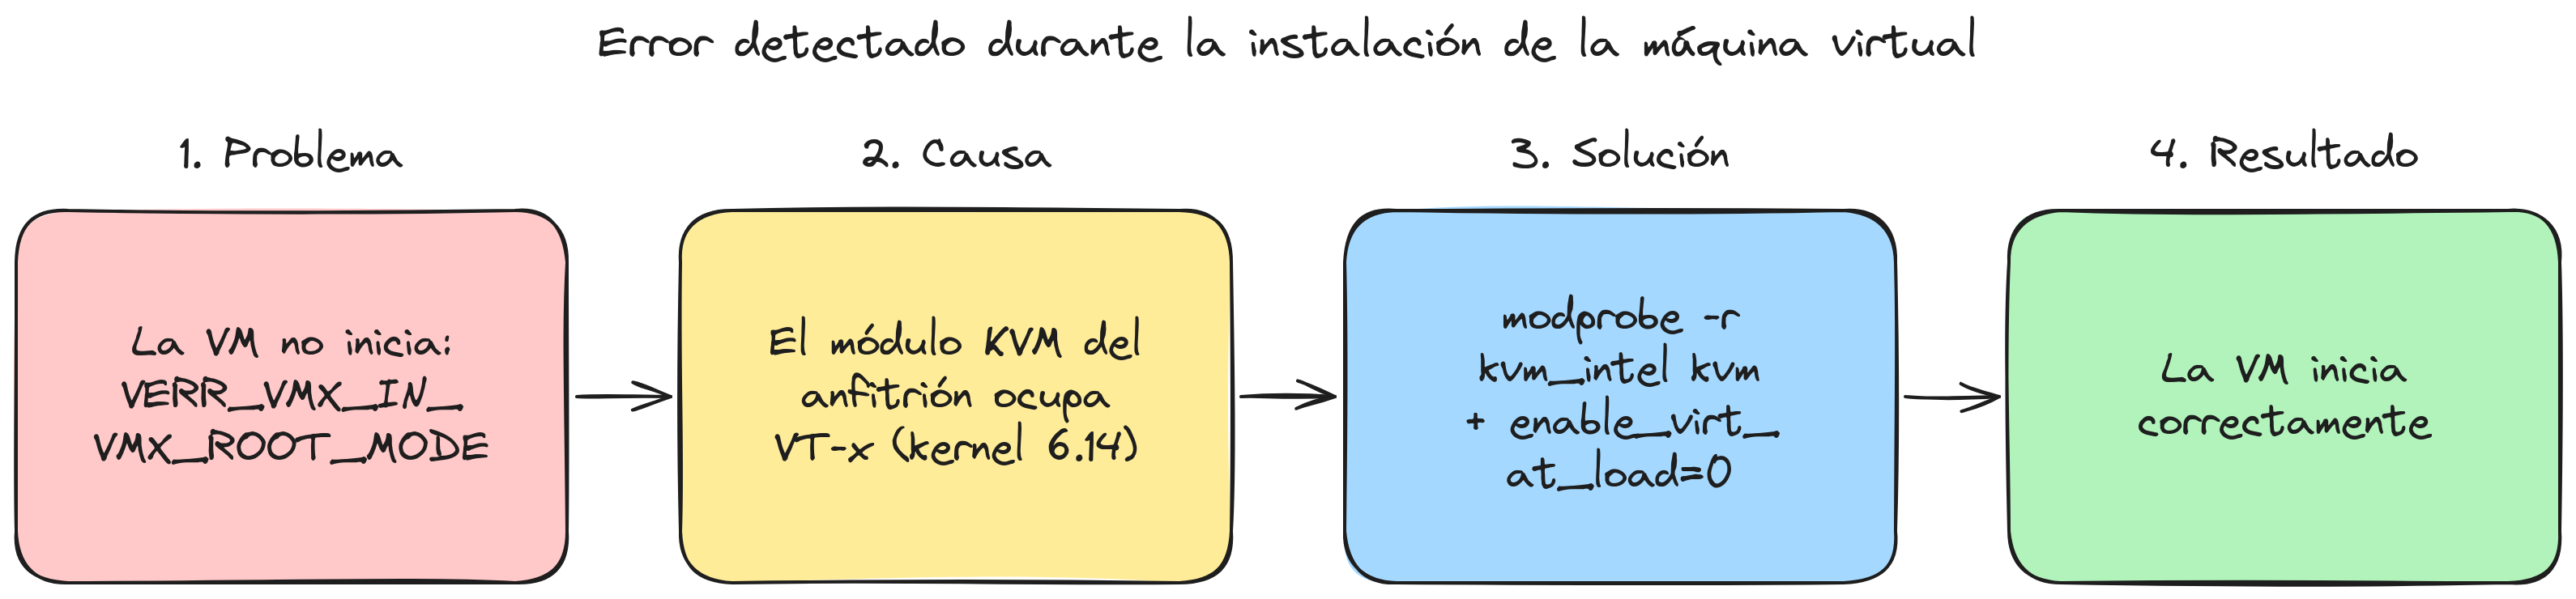 Error detectado durante la instalación de la máquina virtual
1. Problema
2. Causa
3. Solución
4. Resultado
La VM no inicia:
VERR_VMX_IN_
VMX_ROOT_MODE
El módulo KVM del
anfitrión ocupa
VT-x (kernel 6.14)
modprobe -r
kvm_intel kvm
+ enable_virt_
at_load=0
La VM inicia
correctamente